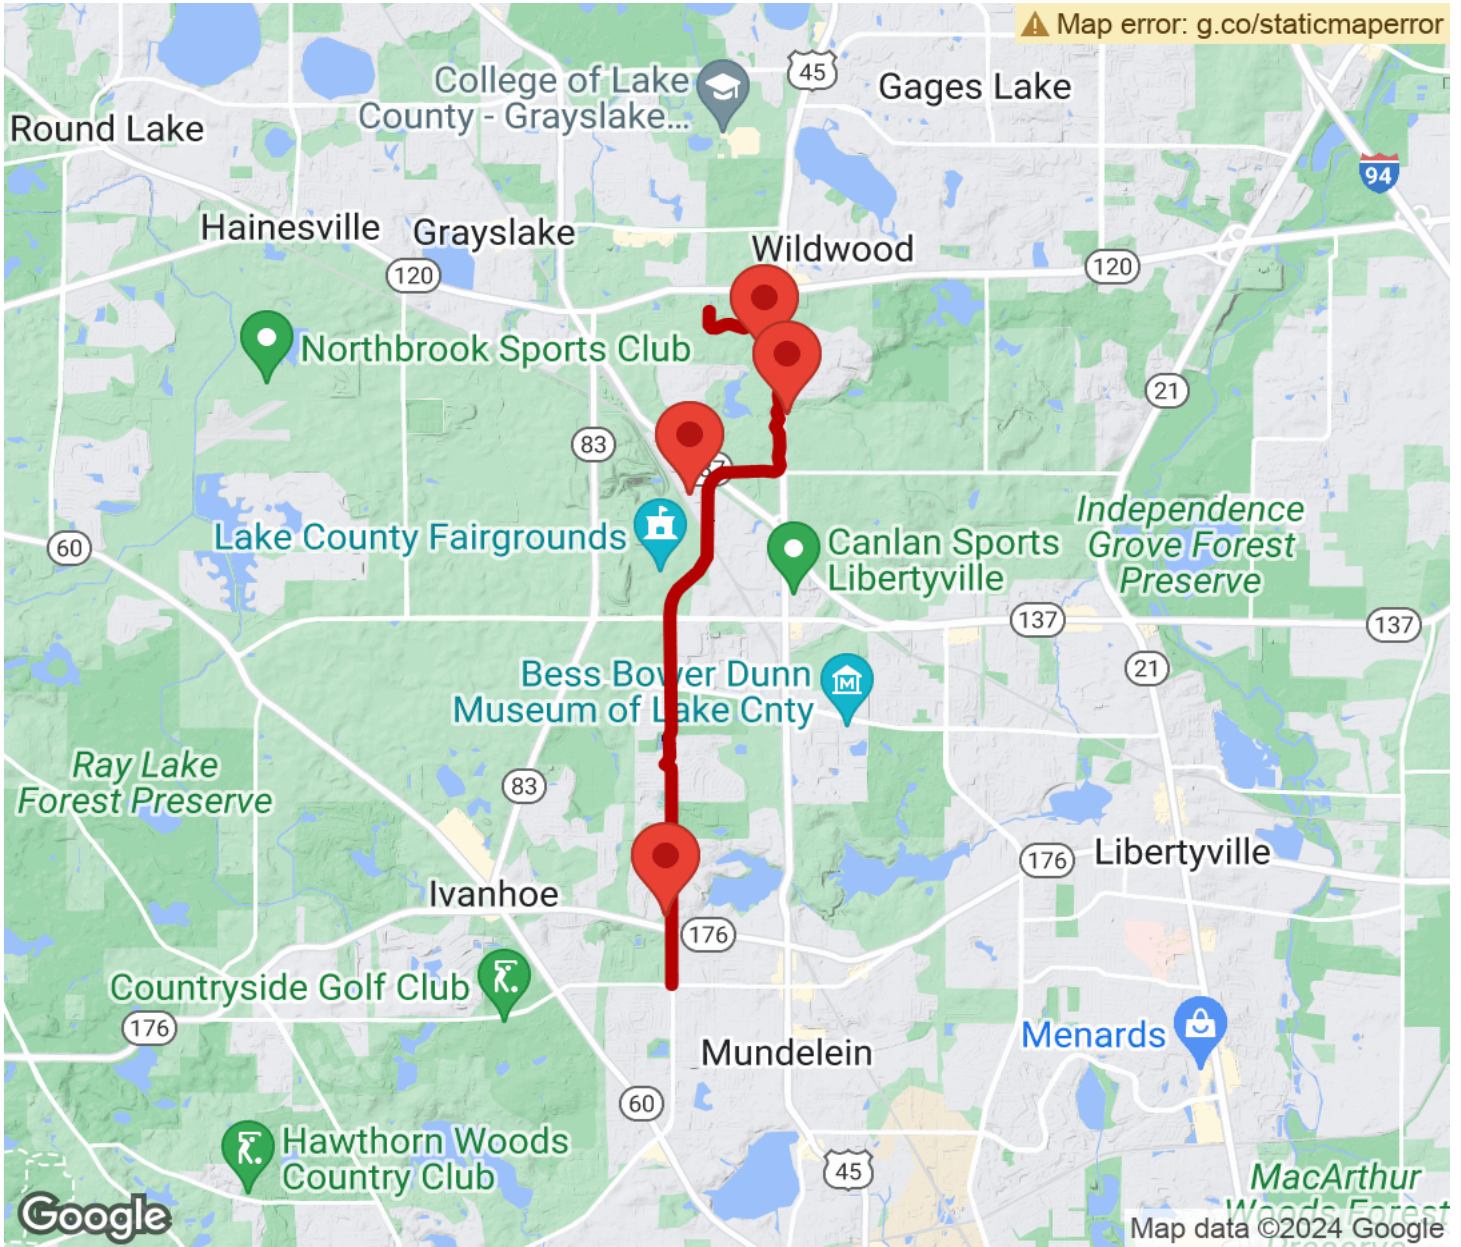 Map error: g.co/staticmaperror
45
College of Lake
County - Grayslake...
Gages Lake
Round Lake
94
Hainesville
Grayslake
Wildwood
120
120
Northbrook Sports Club
21
83
Lake County Fairgrounds
Canlan Sports
Libertyville
Independence
Grove Forest
Preserve
60
137
137
Bess Bower Dunn
Museum of Lake Cnty
M
21
Ray Lake
Forest Preserve
83
176
Libertyville
Ivanhoe
176
Countryside Golf Club
176
Menards
Mundelein
60
Hawthorn Woods
Country Club
45
MacArthur
Woods Forest
Preserve
Google
Map data ©2024 Google